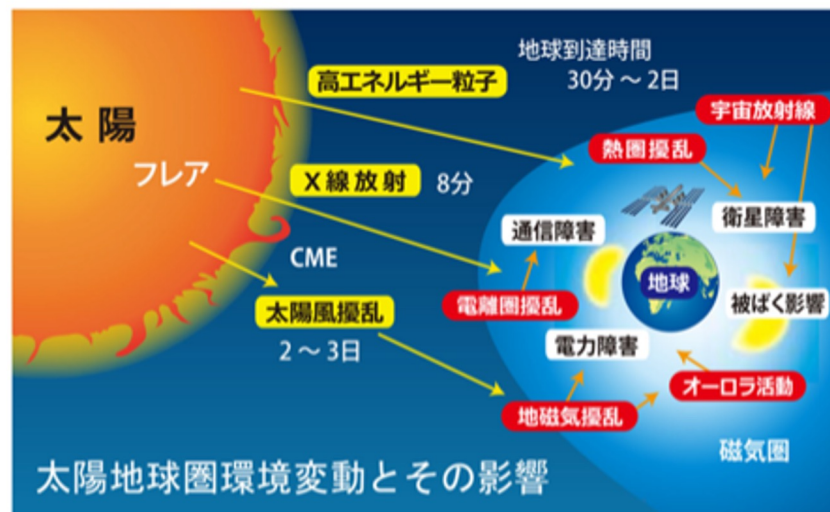 地球到達時間
高エネルギー粒子
30分 ～ 2日
宇宙放射線
太陽
熱圏擾乱
フレア
X線放射
8分
衛星障害
通信障害
CME
地球
電離圏擾乱
被ばく影響
太陽風擾乱
電力障害
2 ～ 3日
オーロラ活動
地磁気擾乱
磁気圏
太陽地球圏環境変動とその影響